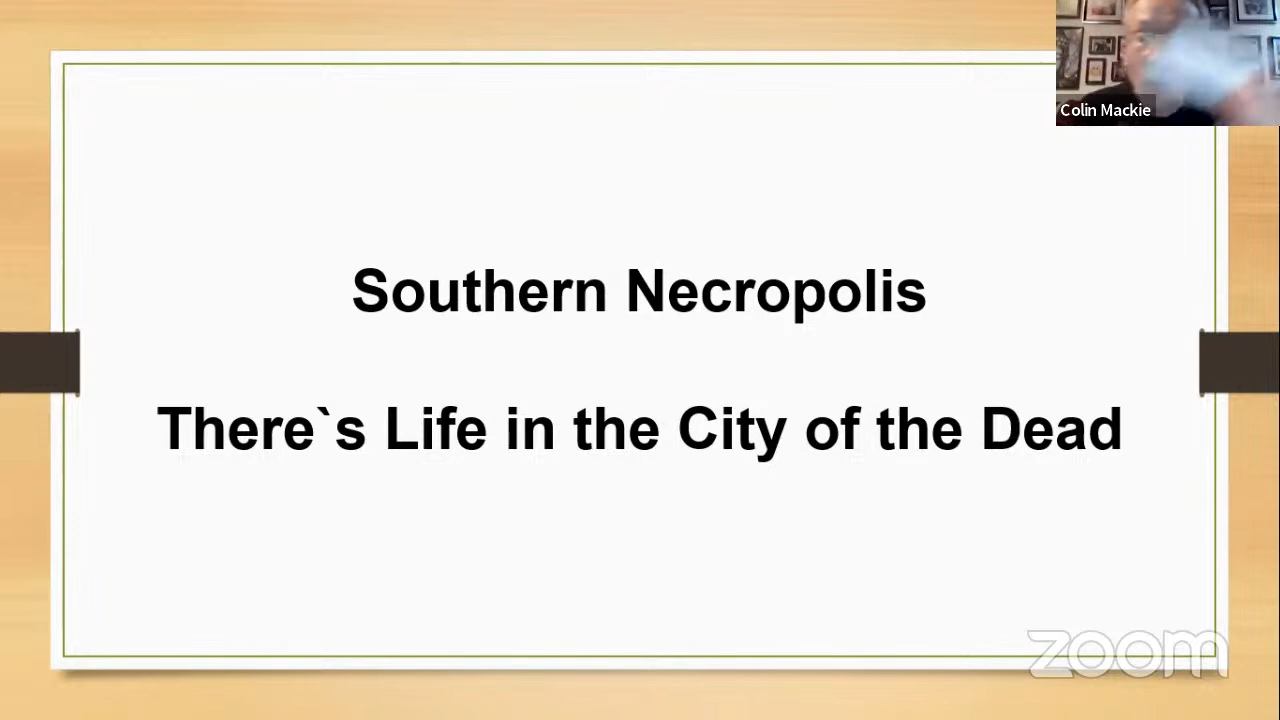 Colin Mackie
Southern Necropolis
There`s Life in the City of the Dead
zoom